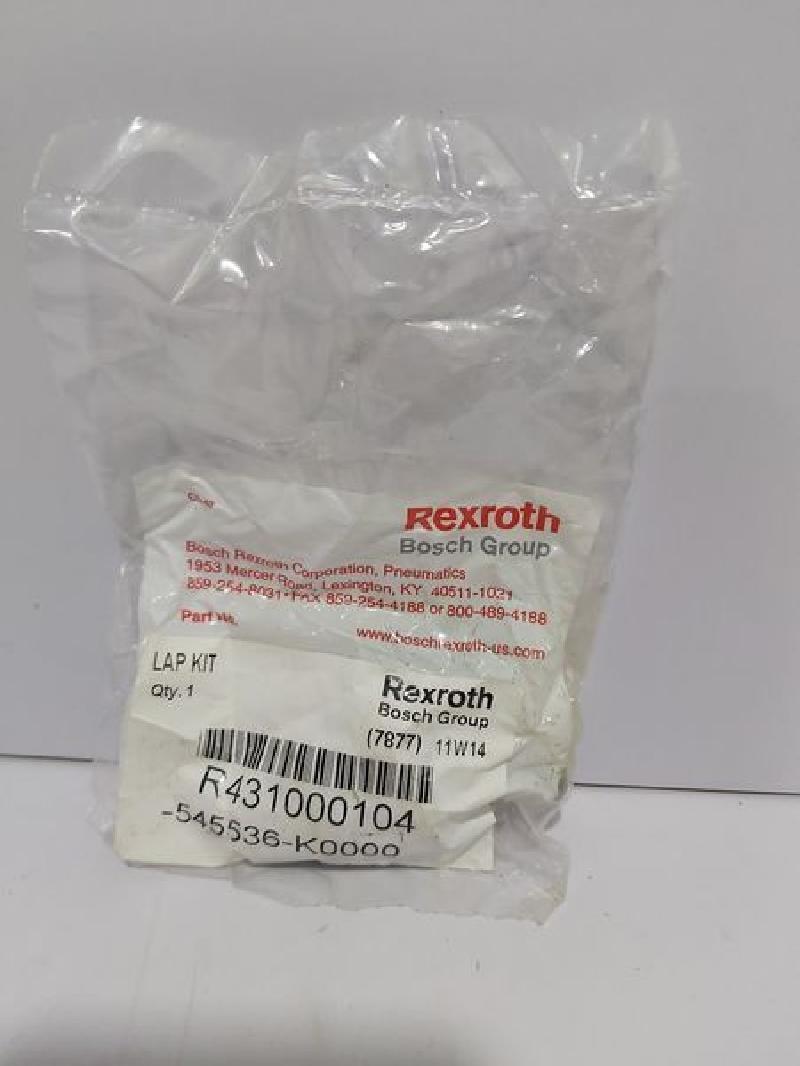 Rexroth
Bosch Group
Bosch Rexroth Corporation, Pneumatics
1953 Mercer Road, Lexington, KY 40511-1021
859-254-8031 • Fax 859-254-4188 or 800-489-4188
Part No.
www.boschrexroth-us.com
LAP KIT
Qty. 1
Rexroth
Bosch Group
(7877) 11W14
R431000104
-545536-K0000